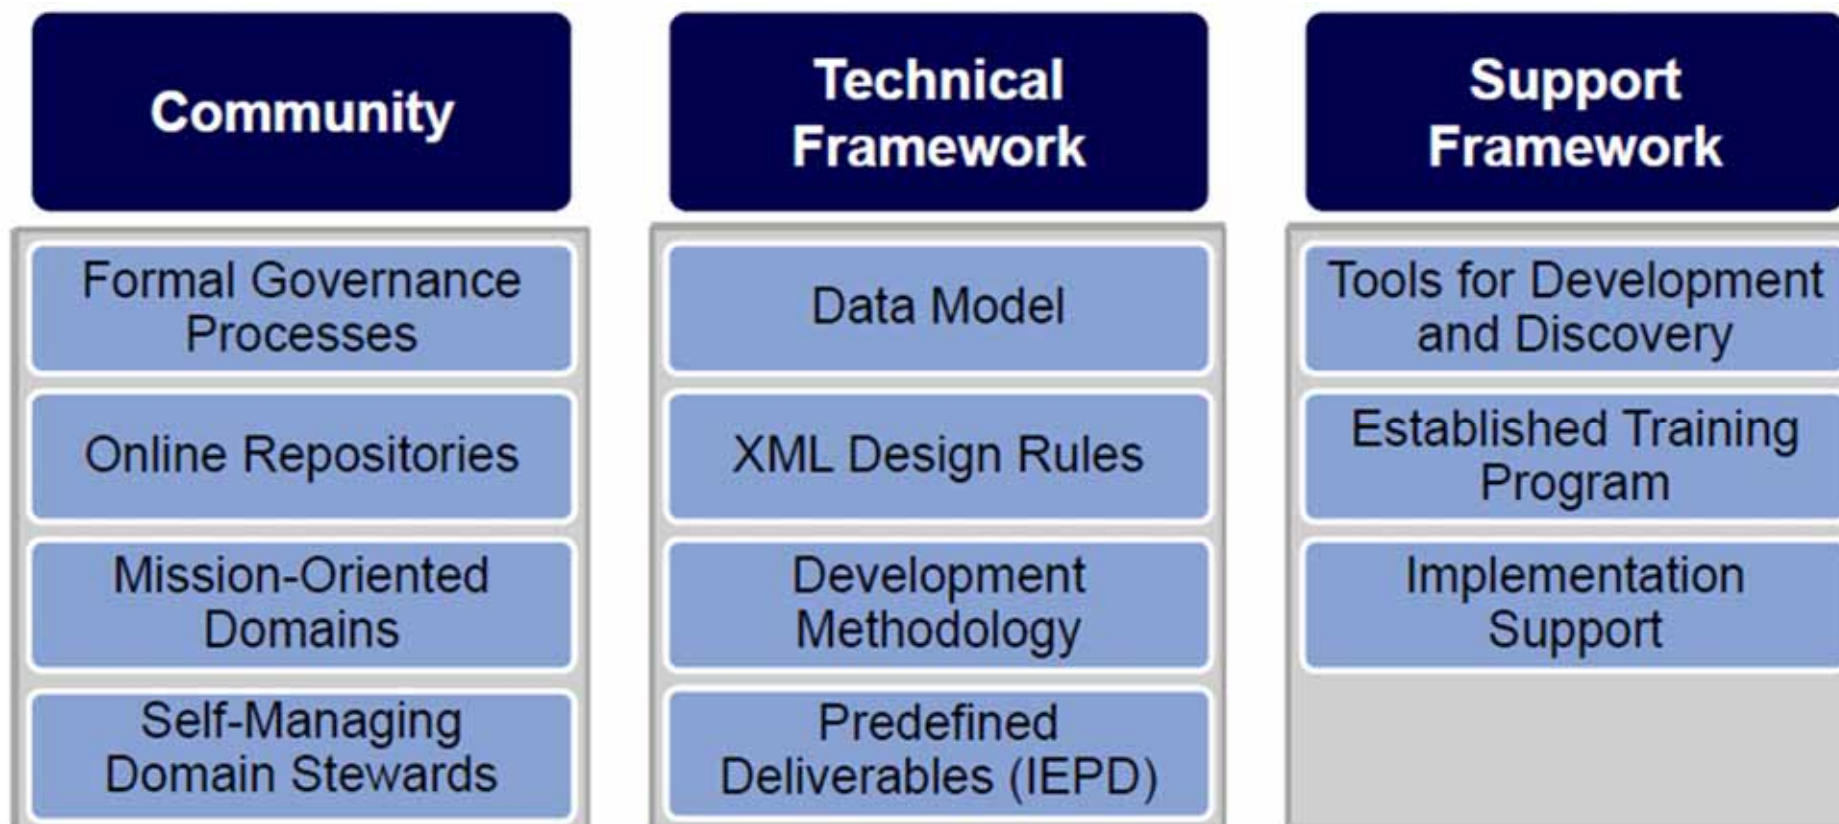 Community
Formal Governance
Processes
Online Repositories
Mission-Oriented
Domains
Self-Managing
Domain Stewards
Technical
Framework
Data Model
XML Design Rules
Development
Methodology
Predefined
Deliverables (IEPD)
Support
Framework
Tools for Development
and Discovery
Established Training
Program
Implementation
Support